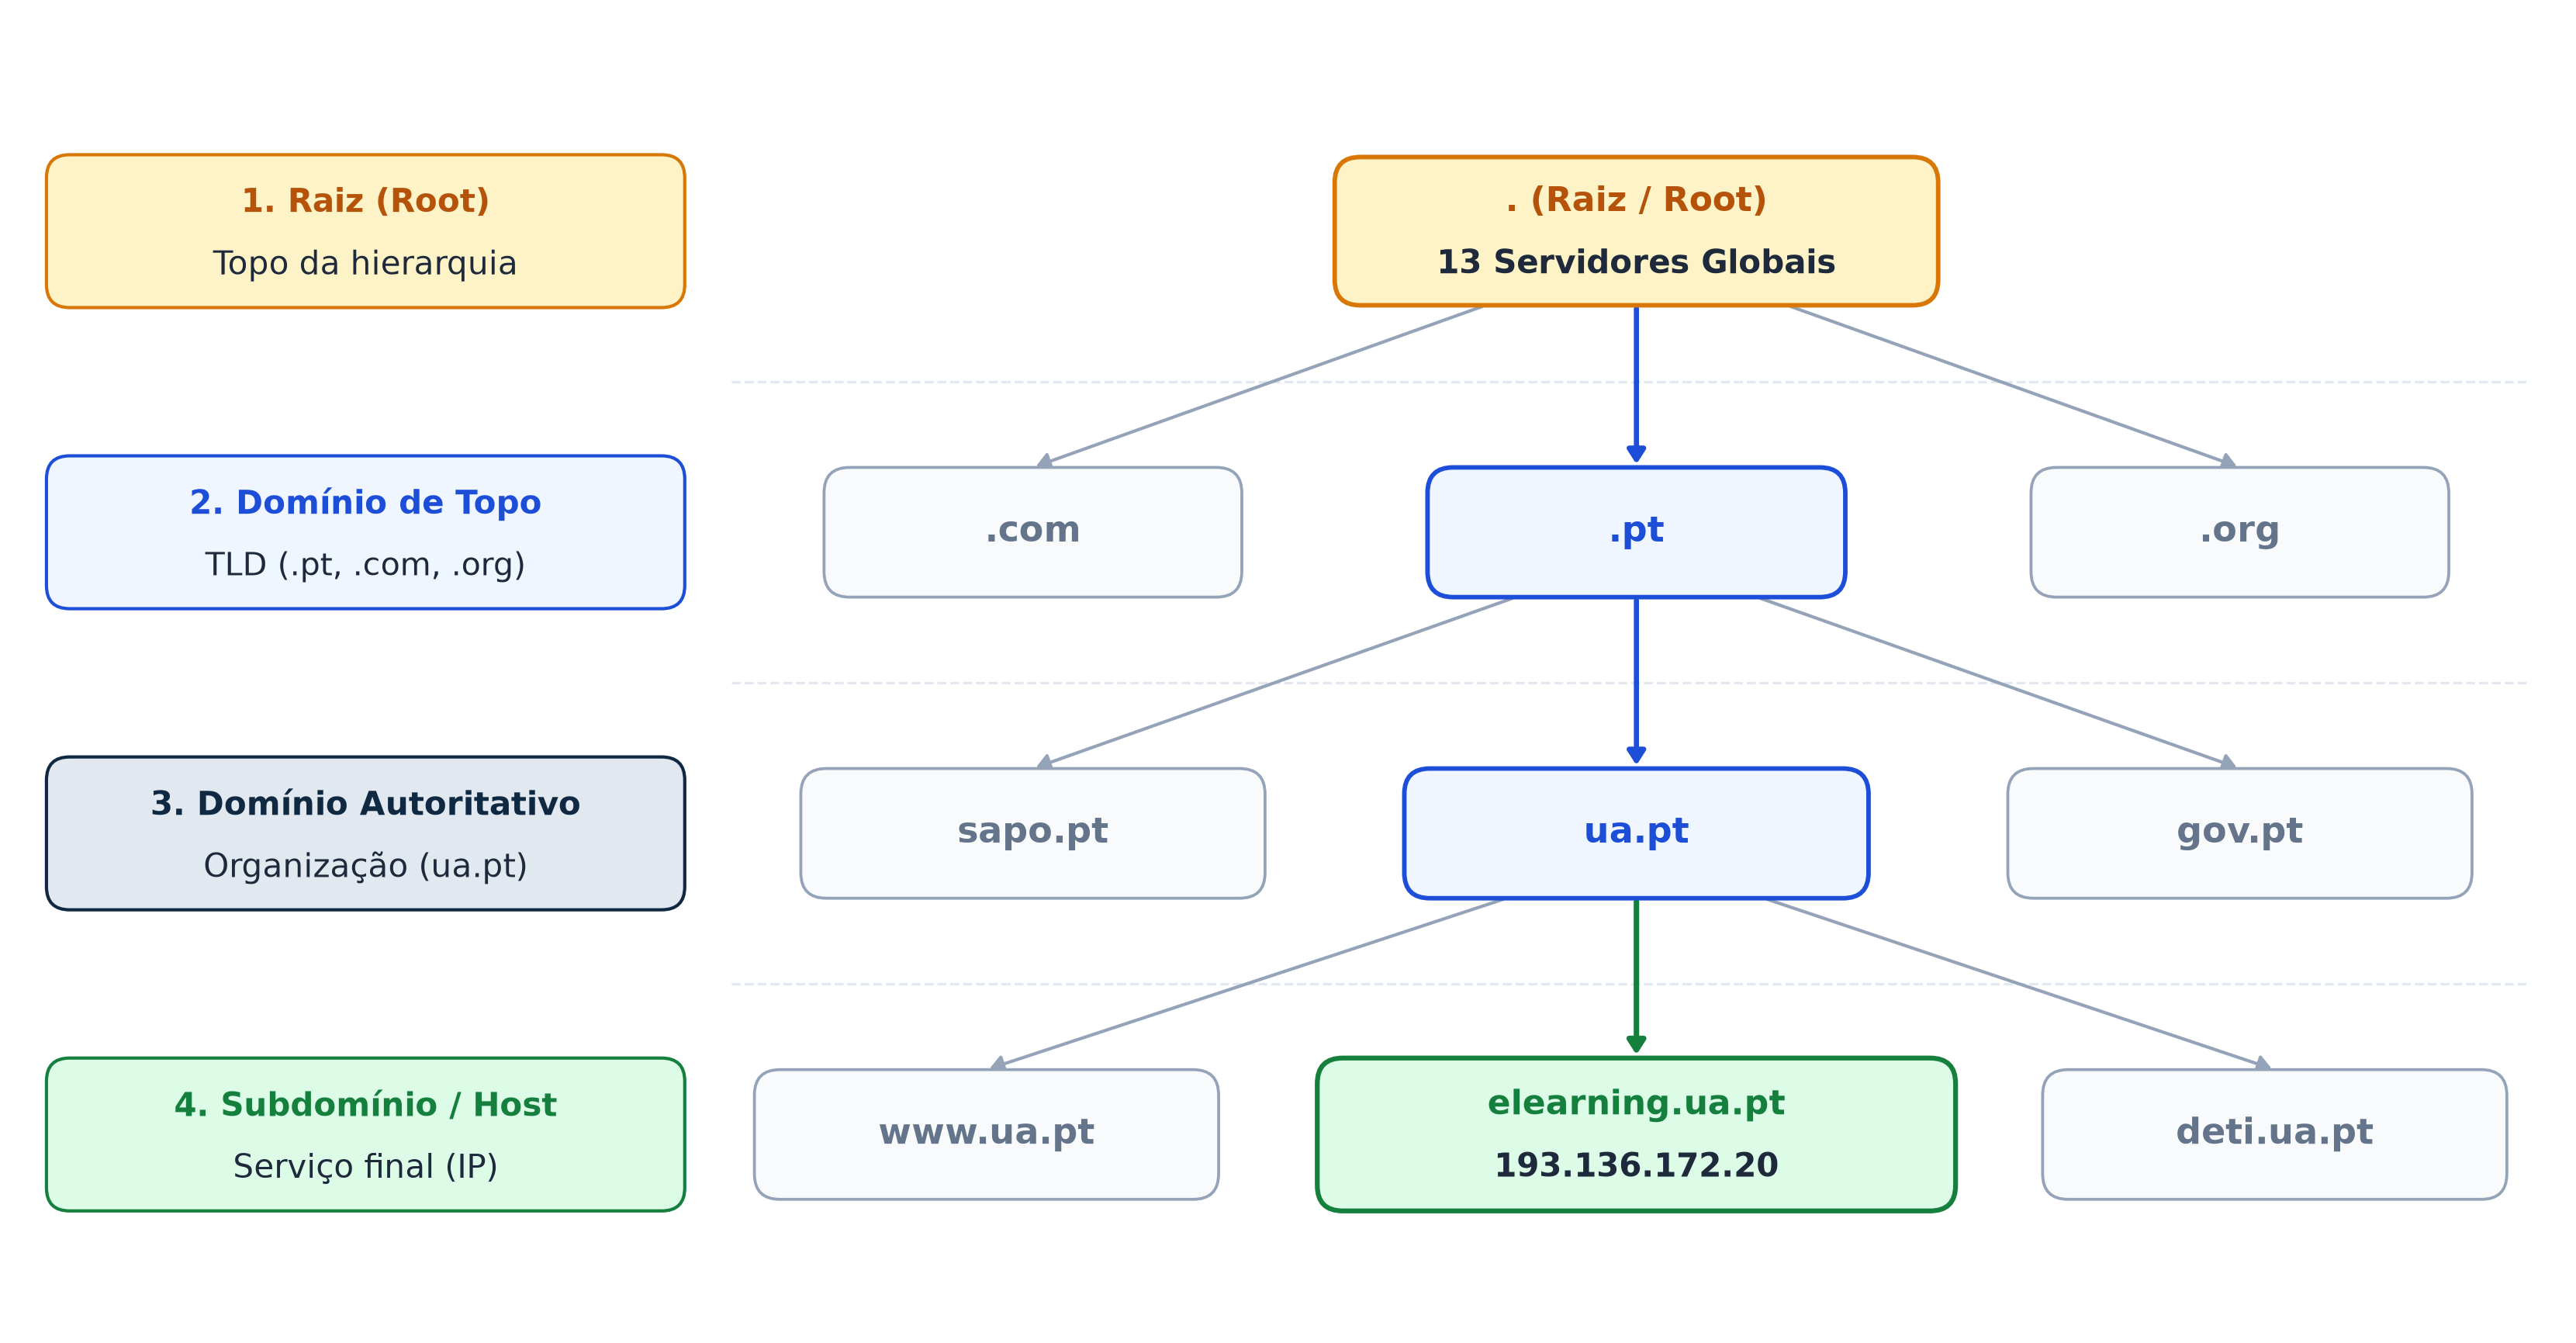 1. Raiz (Root)
Topo da hierarquia
. (Raiz / Root)
13 Servidores Globais
2. Domínio de Topo
TLD (.pt, .com, .org)
.com
.pt
.org
3. Domínio Autoritativo
Organização (ua.pt)
sapo.pt
ua.pt
gov.pt
4. Subdomínio / Host
Serviço final (IP)
www.ua.pt
elearning.ua.pt
193.136.172.20
deti.ua.pt